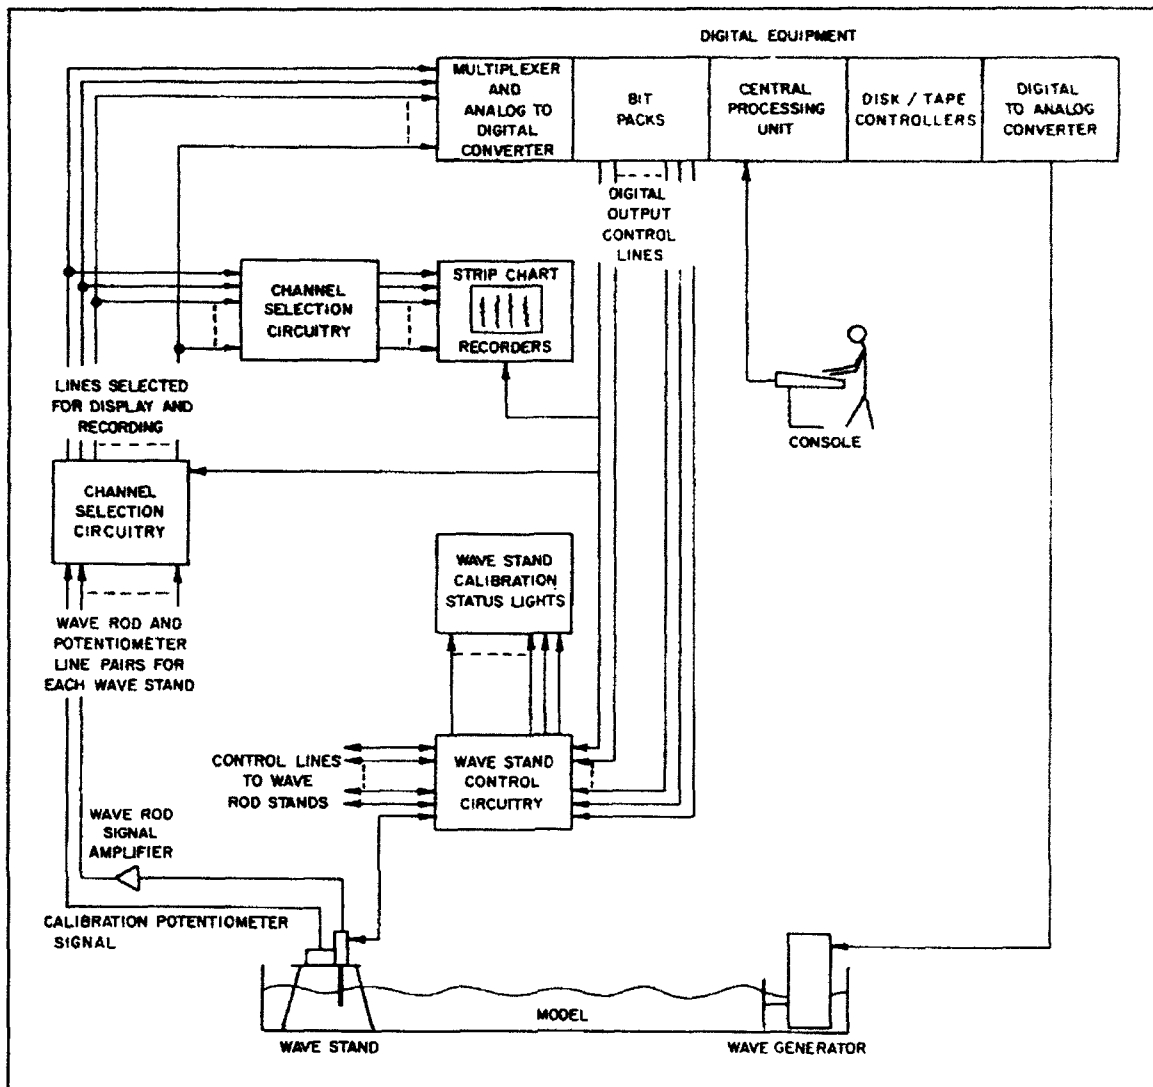 DIGITAL EQUIPMENT
MULTIPLEXER
AND
ANALOG TO
DIGITAL
CONVERTER
BIT
PACKS
CENTRAL
PROCESSING
UNIT
DISK / TAPE
CONTROLLERS
DIGITAL
TO ANALOG
CONVERTER
DIGITAL
OUTPUT
CONTROL
LINES
CHANNEL
SELECTION
CIRCUITRY
STRIP CHART
RECORDERS
LINES SELECTED
FOR DISPLAY AND
RECORDING
CONSOLE
CHANNEL
SELECTION
CIRCUITRY
WAVE STAND
CALIBRATION
STATUS LIGHTS
WAVE ROD AND
POTENTIOMETER
LINE PAIRS FOR
EACH WAVE STAND
CONTROL LINES
TO WAVE
ROD STANDS
WAVE STAND
CONTROL
CIRCUITRY
WAVE ROD
SIGNAL
AMPLIFIER
CALIBRATION POTENTIOMETER
SIGNAL
MODEL
WAVE STAND
WAVE GENERATOR